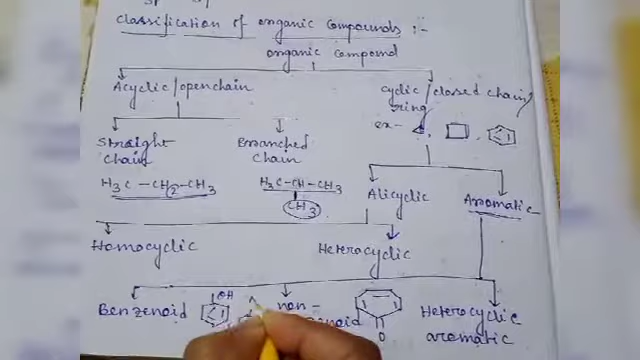 Classification of organic Compounds :-
organic Compound
Acyclic/openchain
cyclic/closed chain/
ring
ex-
Straight
Chain
Branched
Chain
H3C-CH2-CH3
H3C-CH-CH3
CH3
Alicyclic
Aromatic
Homocyclic
Heterocyclic
Benzenoid
OH
non-
O
Heterocyclic
aromatic